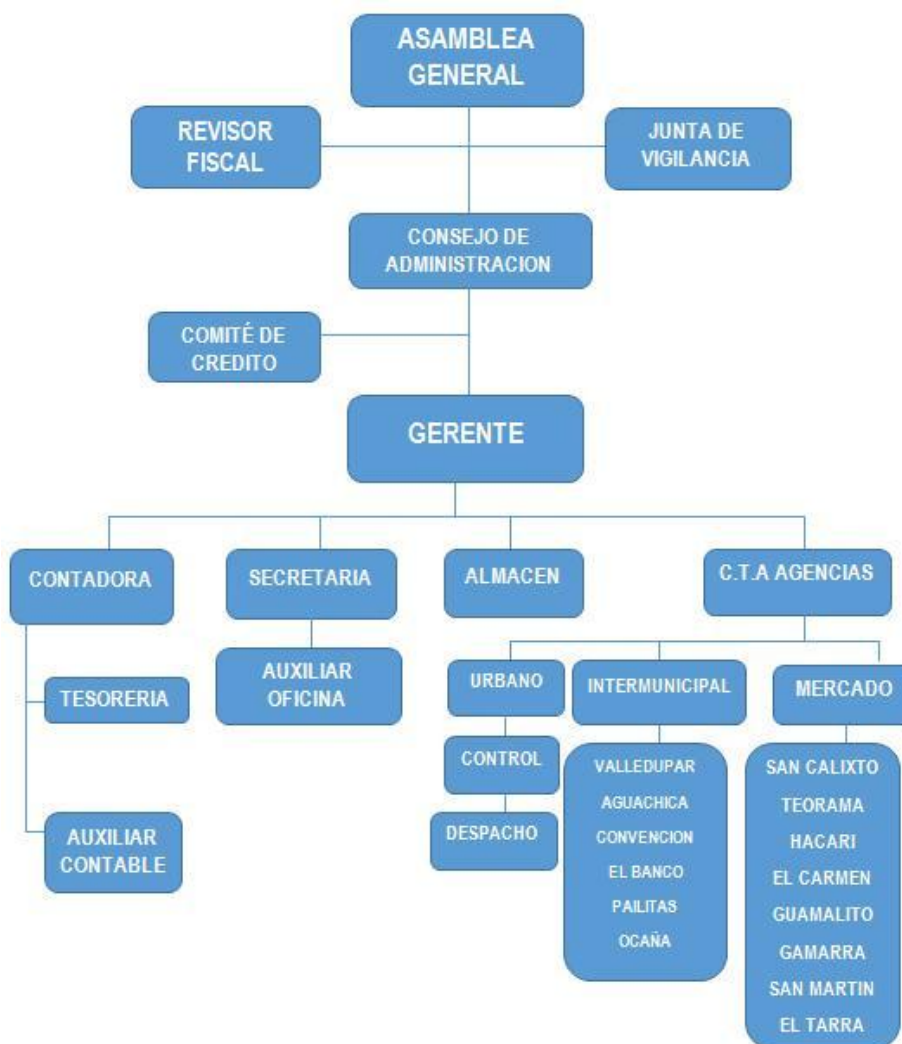 ASAMBLEA
GENERAL
REVISOR
FISCAL
JUNTA DE
VIGILANCIA
CONSEJO DE
ADMINISTRACION
COMITÉ DE
CREDITO
GERENTE
CONTADORA
SECRETARIA
ALMACEN
C.T.A AGENCIAS
TESORERIA
AUXILIAR
CONTABLE
AUXILIAR
OFICINA
URBANO
CONTROL
DESPACHO
INTERMUNICIPAL
VALLEDUPAR
AGUACHICA
CONVENCION
EL BANCO
PAILITAS
OCAÑA
MERCADO
SAN CALIXTO
TEORAMA
HACARI
EL CARMEN
GUAMALITO
GAMARRA
SAN MARTIN
EL TARRA